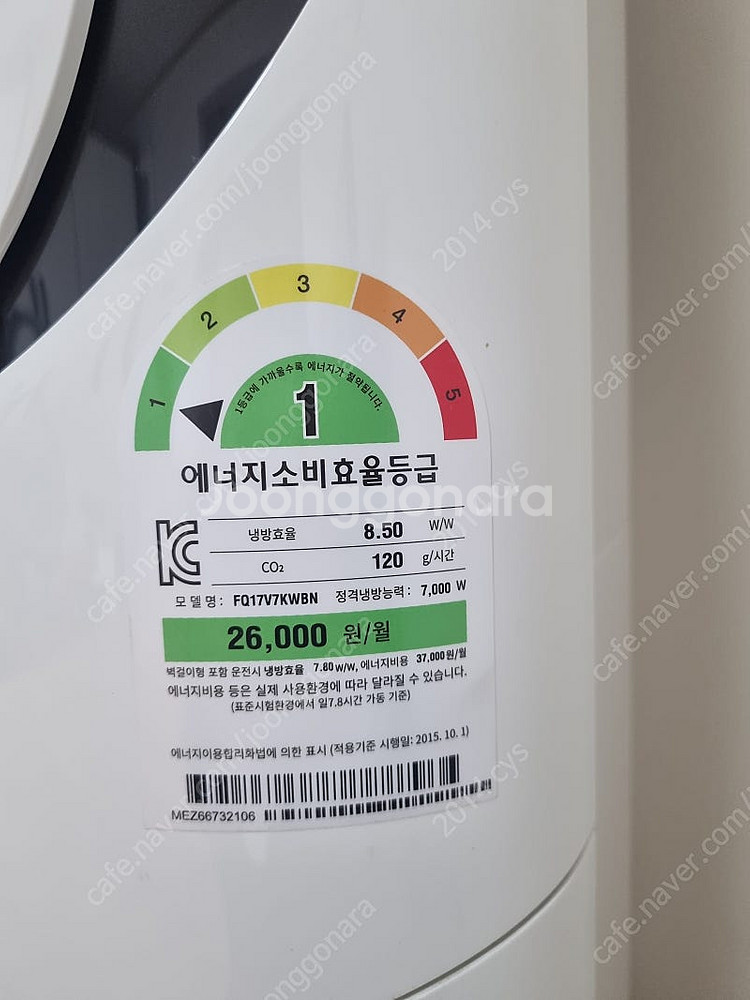 1 2 3 4 5
1등급에 가까울수록 에너지가 절약됩니다.
1
에너지소비효율등급
Joonggonara
냉방효율 8.50 W/W
CO₂ 120 g/시간
모 델 명 : FQ17V7KWBN 정격냉방능력 : 7,000 W
26,000 원/월
벽걸이형 포함 운전시 냉방효율 7.80 w/w, 에너지비용 37,000원/월
에너지비용 등은 실제 사용환경에 따라 달라질 수 있습니다.
(표준시험환경에서 일7.8시간 가동 기준)
에너지이용합리화법에 의한 표시 (적용기준 시행일: 2015. 10. 1)
MEZ66732106
cafe.naver.com/joonggonara
2014.cys